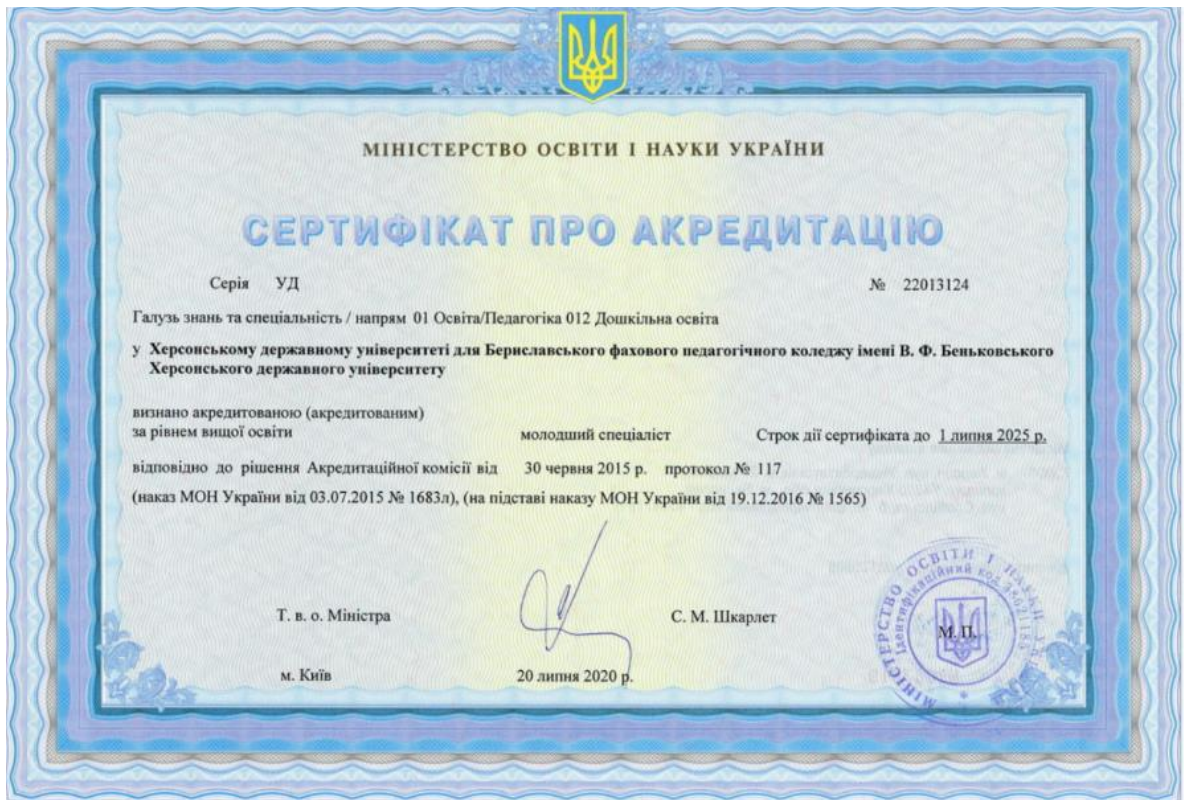 МІНІСТЕРСТВО ОСВІТИ І НАУКИ УКРАЇНИ
СЕРТИФІКАТ ПРО АКРЕДИТАЦІЮ
Серія УД № 22013124
Галузь знань та спеціальність / напрям 01 Освіта/Педагогіка 012 Дошкільна освіта
у Херсонському державному університеті для Бериславського фахового педагогічного коледжу імені В. Ф. Беньковського
Херсонського державного університету
визнано акредитованою (акредитованим)
за рівнем вищої освіти молодший спеціаліст Строк дії сертифіката до 1 липня 2025 р.
відповідно до рішення Акредитаційної комісії від 30 червня 2015 р. протокол № 117
(наказ МОН України від 03.07.2015 № 1683л), (на підставі наказу МОН України від 19.12.2016 № 1565)
Т. в. о. Міністра С. М. Шкарлет
М. П.
м. Київ 20 липня 2020 р.
МІНІСТЕРСТВО ОСВІТИ І НАУКИ
Ідентифікаційний код